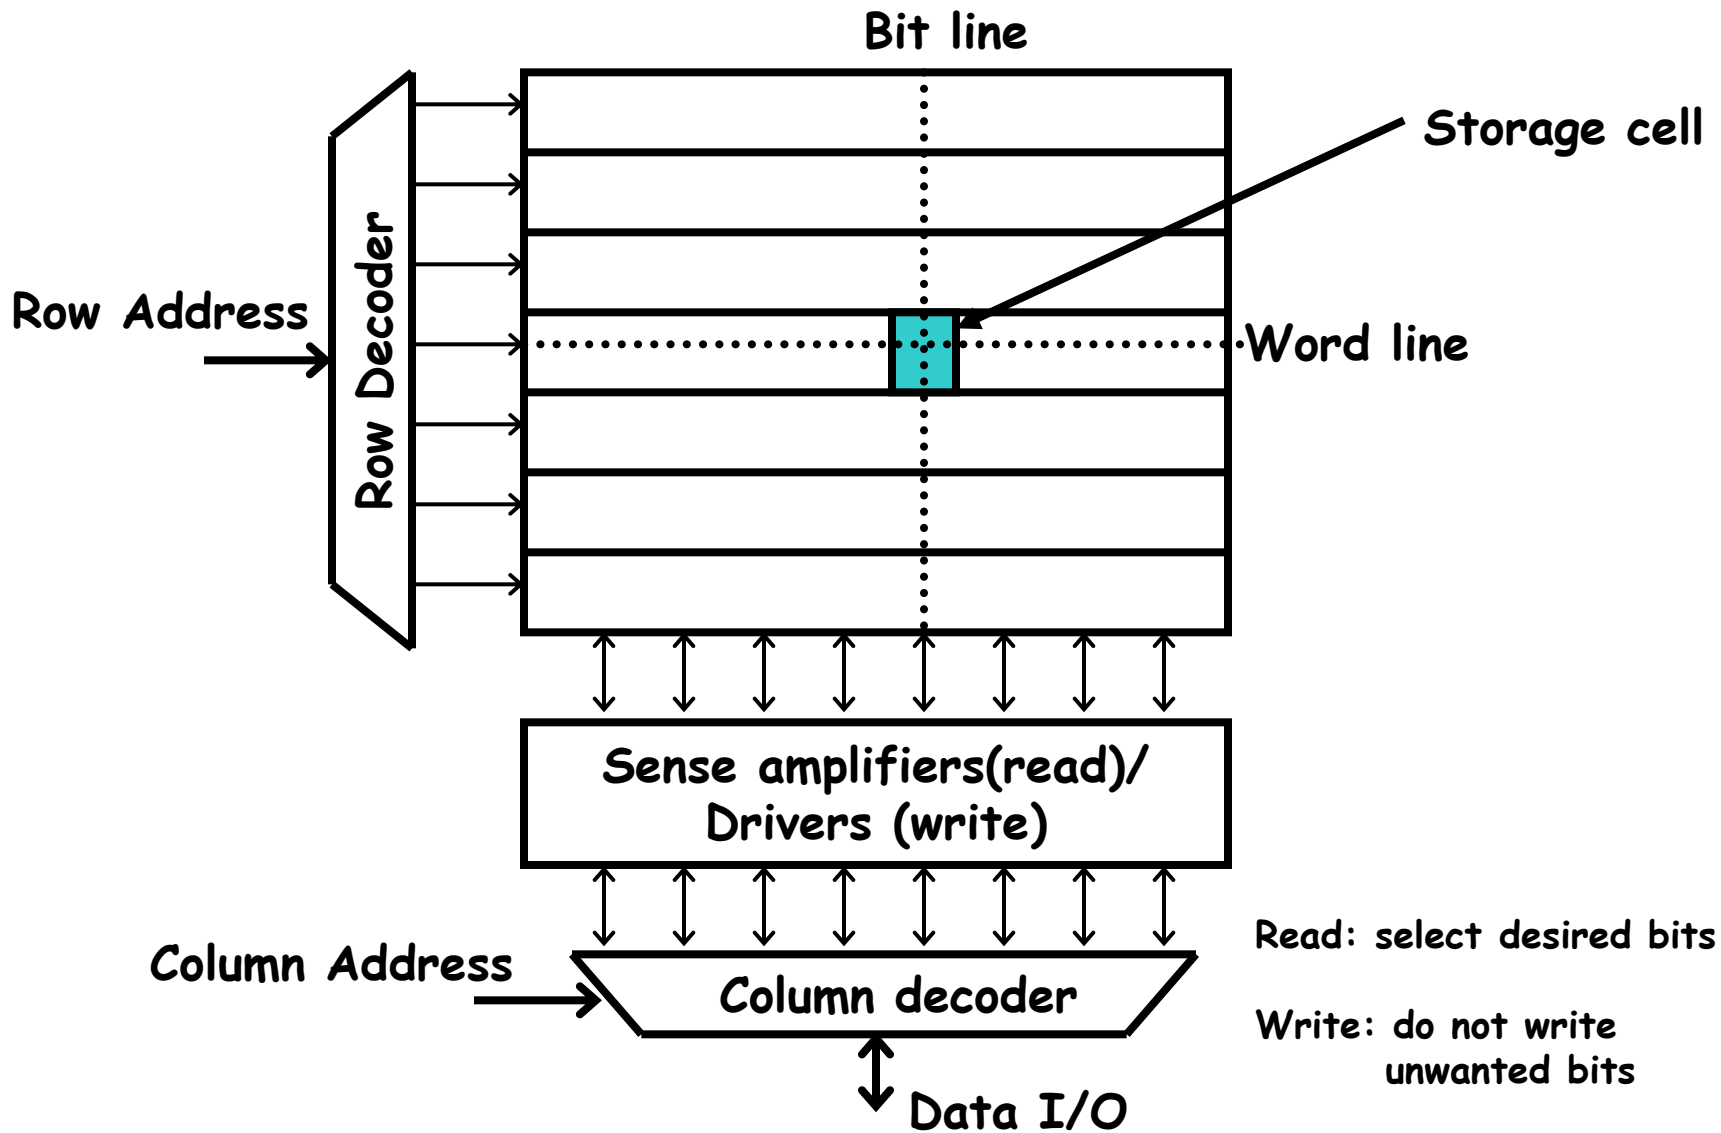 Bit line
Storage cell
Row Address
Row Decoder
Word line
Sense amplifiers(read)/
Drivers (write)
Column Address
Column decoder
Read: select desired bits
Write: do not write
unwanted bits
Data I/O